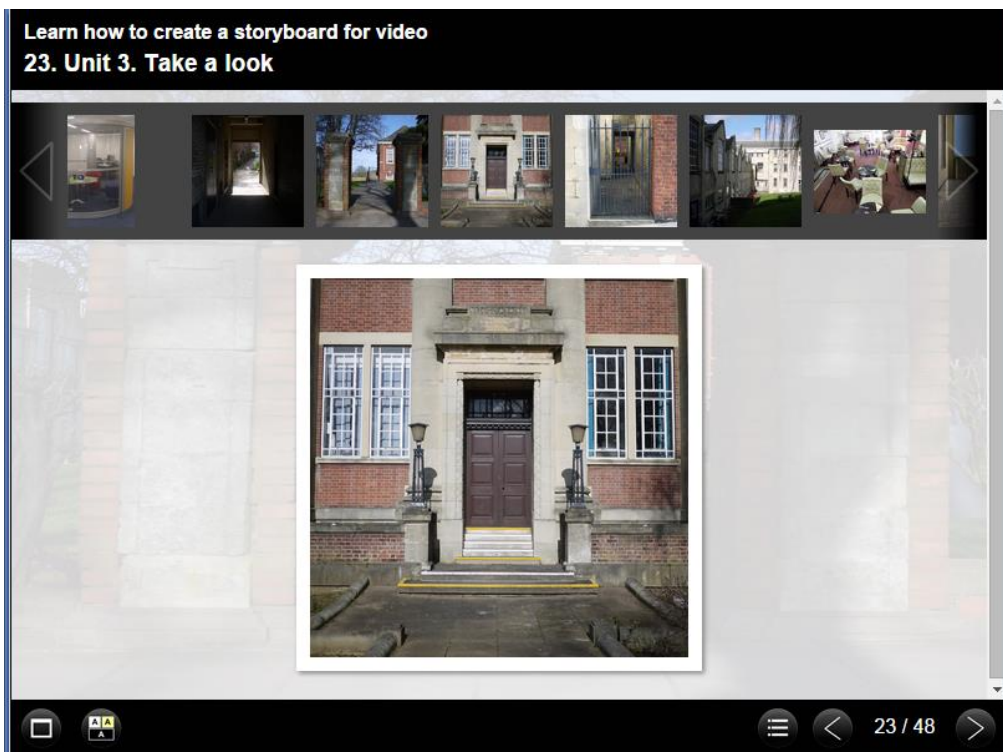 Learn how to create a storyboard for video
23. Unit 3. Take a look
A A
A
23 / 48